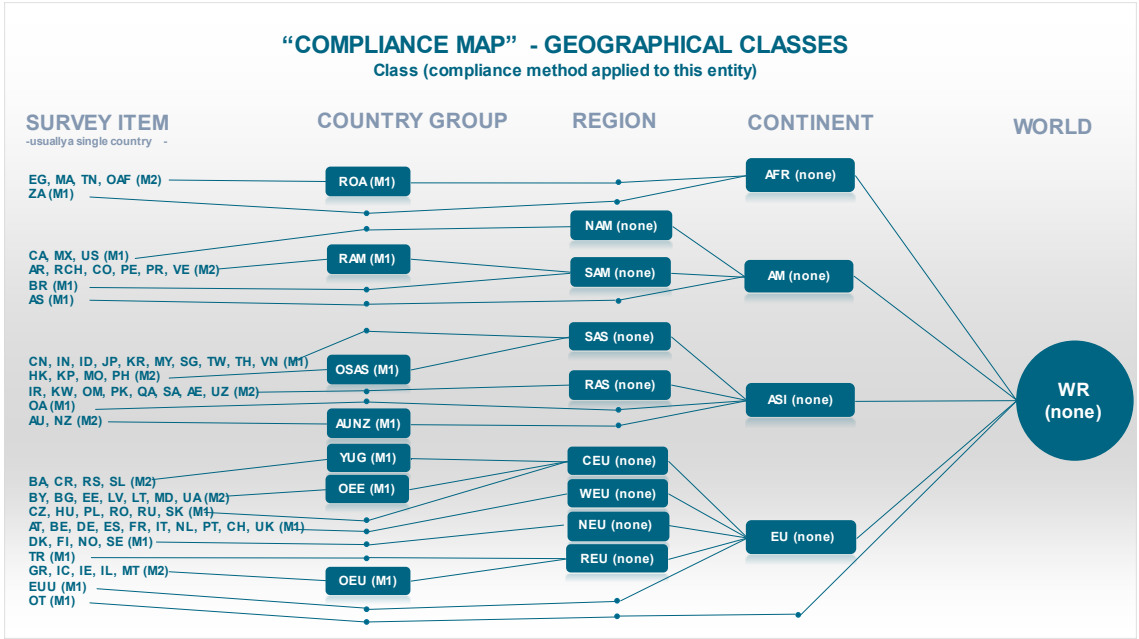 “COMPLIANCE MAP” - GEOGRAPHICAL CLASSES
Class (compliance method applied to this entity)
SURVEY ITEM
-usually a single country -
COUNTRY GROUP
REGION
CONTINENT
WORLD
EG, MA, TN, OAF (M2)
ZA (M1)
CA, MX, US (M1)
AR, RCH, CO, PE, PR, VE (M2)
BR (M1)
AS (M1)
CN, IN, ID, JP, KR, MY, SG, TW, TH, VN (M1)
HK, KP, MO, PH (M2)
IR, KW, OM, PK, QA, SA, AE, UZ (M2)
OA (M1)
AU, NZ (M2)
BA, CR, RS, SL (M2)
BY, BG, EE, LV, LT, MD, UA (M2)
CZ, HU, PL, RO, RU, SK (M1)
AT, BE, DE, ES, FR, IT, NL, PT, CH, UK (M1)
DK, FI, NO, SE (M1)
TR (M1)
GR, IC, IE, IL, MT (M2)
EUU (M1)
OT (M1)
ROA (M1)
RAM (M1)
OSAS (M1)
AUNZ (M1)
YUG (M1)
OEE (M1)
OEU (M1)
NAM (none)
SAM (none)
SAS (none)
RAS (none)
CEU (none)
WEU (none)
NEU (none)
REU (none)
AFR (none)
AM (none)
ASI (none)
EU (none)
WR
(none)